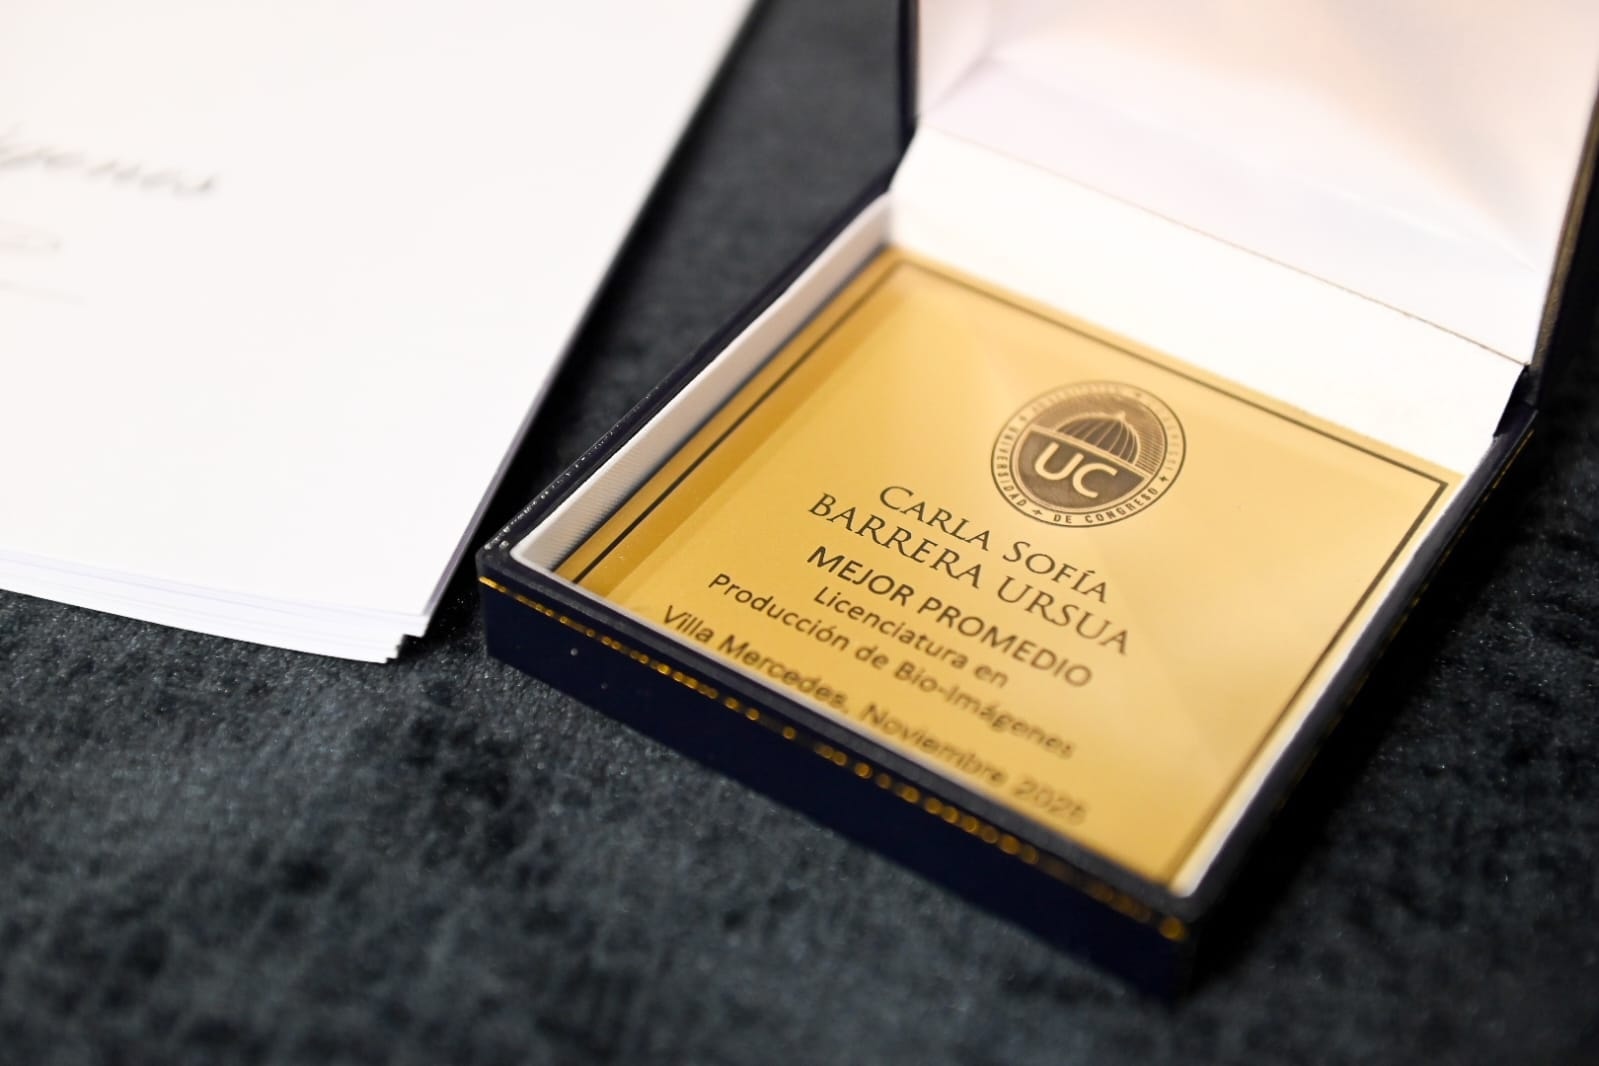 UC
UNIVERSIDAD DE CONGRESO
CARLA SOFÍA
BARRERA URSUA
MEJOR PROMEDIO
Licenciatura en
Producción de Bio-Imágenes
Villa Mercedes, Noviembre 2025